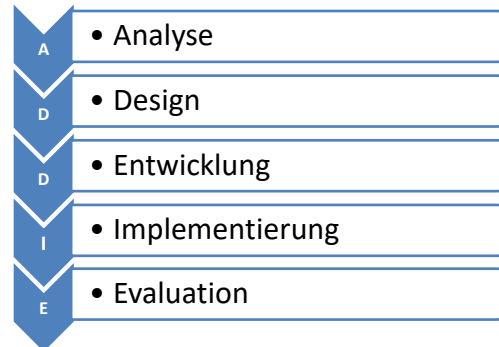 A • Analyse
D • Design
D • Entwicklung
I • Implementierung
E • Evaluation